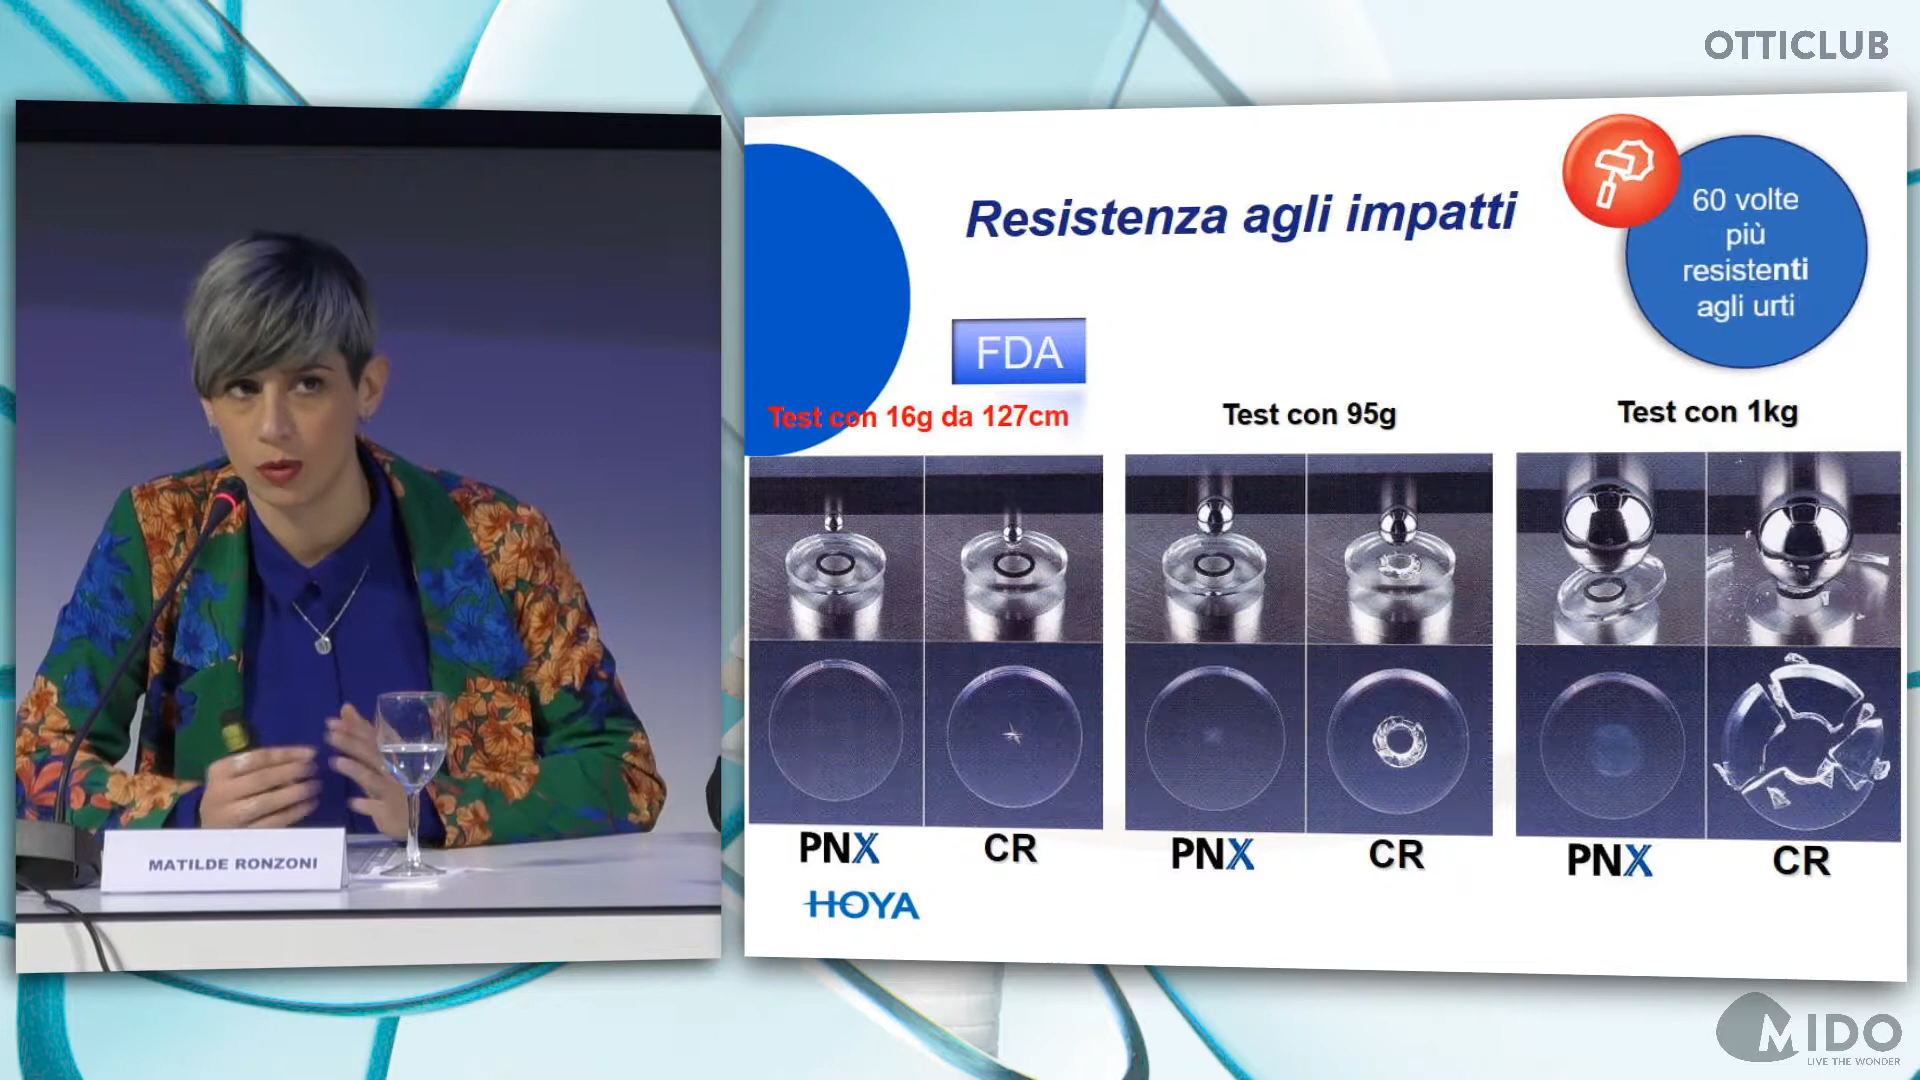 OTTICLUB
MATILDE RONZONI
Resistenza agli impatti
60 volte
più
resistenti
agli urti
FDA
Test con 16g da 127cm
Test con 95g
Test con 1kg
PNX
CR
PNX
CR
PNX
CR
HOYA
MIDO
LIVE THE WONDER